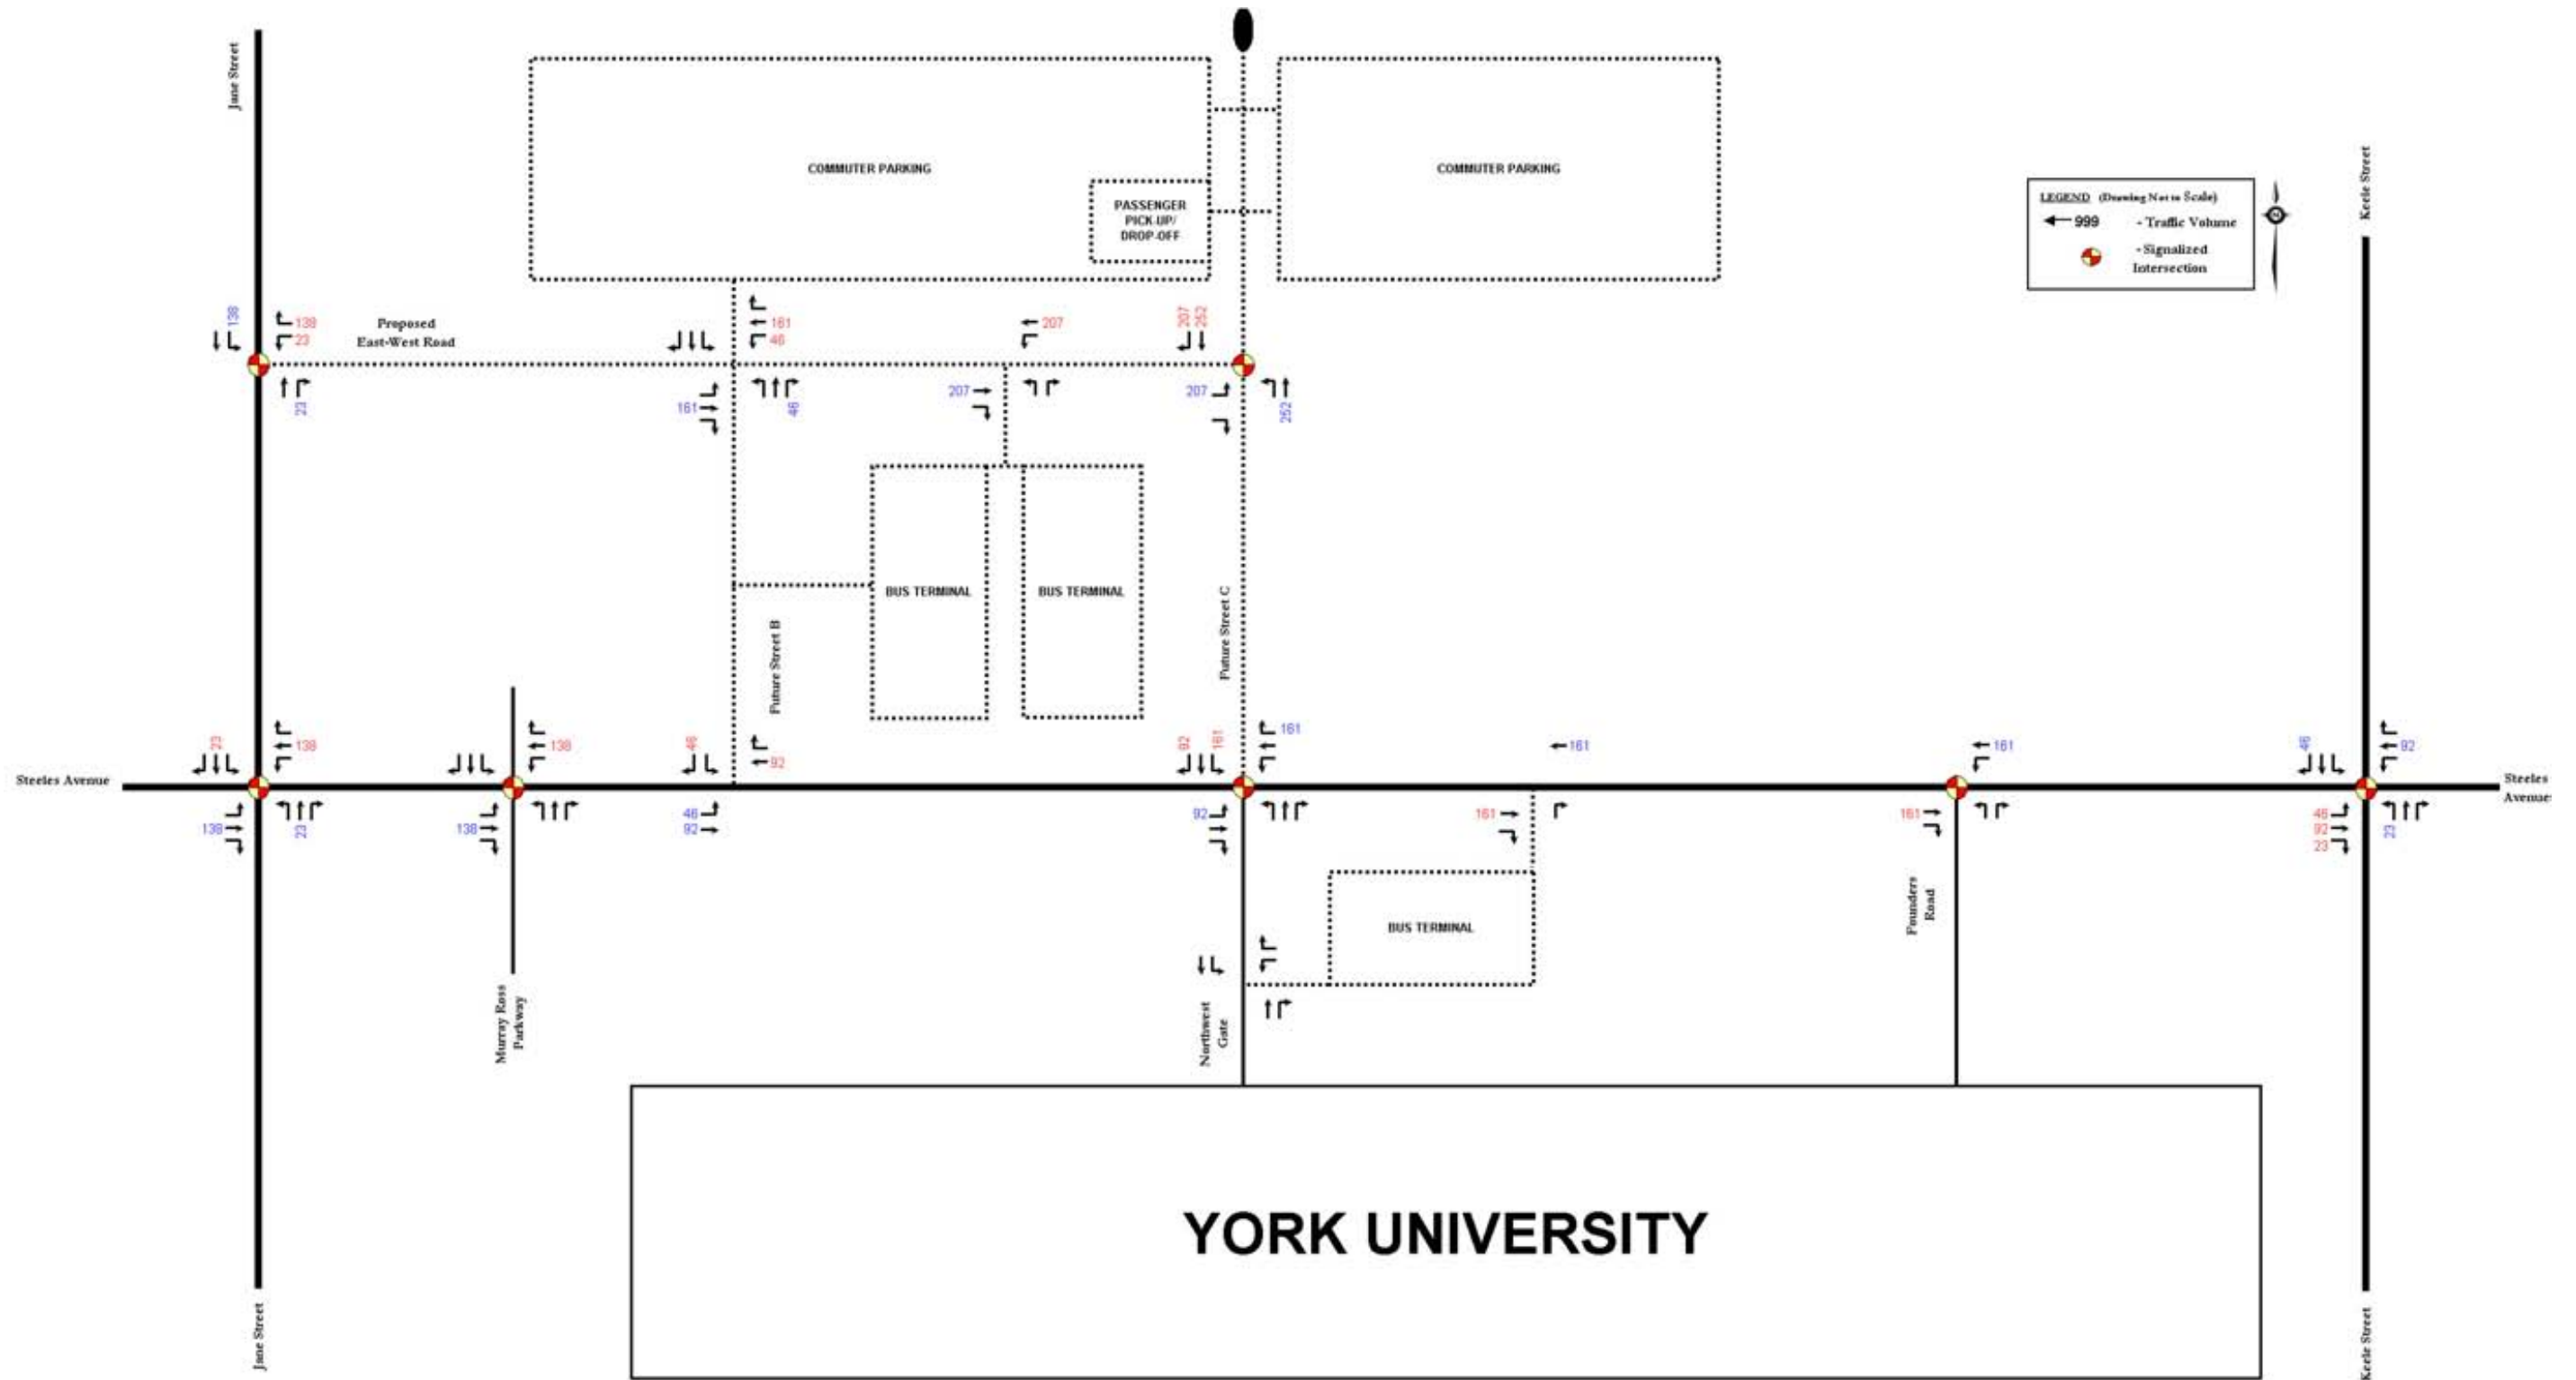 Jane Street
COMMUTER PARKING
COMMUTER PARKING
PASSENGER
PICK-UP/
DROP-OFF
Keele Street
LEGEND (Drawing Not to Scale)
999 - Traffic Volume
- Signalized
Intersection
N
138
138
23
Proposed
East-West Road
161
46
207
207
252
23
161
46
207
207
252
BUS TERMINAL
BUS TERMINAL
Future Street B
Future Street C
Steeles Avenue
23
138
138
46
92
92
161
161
161
161
46
92
Steeles
Avenue
138
23
138
46
92
92
161
161
46
92
23
23
BUS TERMINAL
Founders
Road
Murray Ross
Parkway
Northwest
Gate
YORK UNIVERSITY
Jane Street
Keele Street